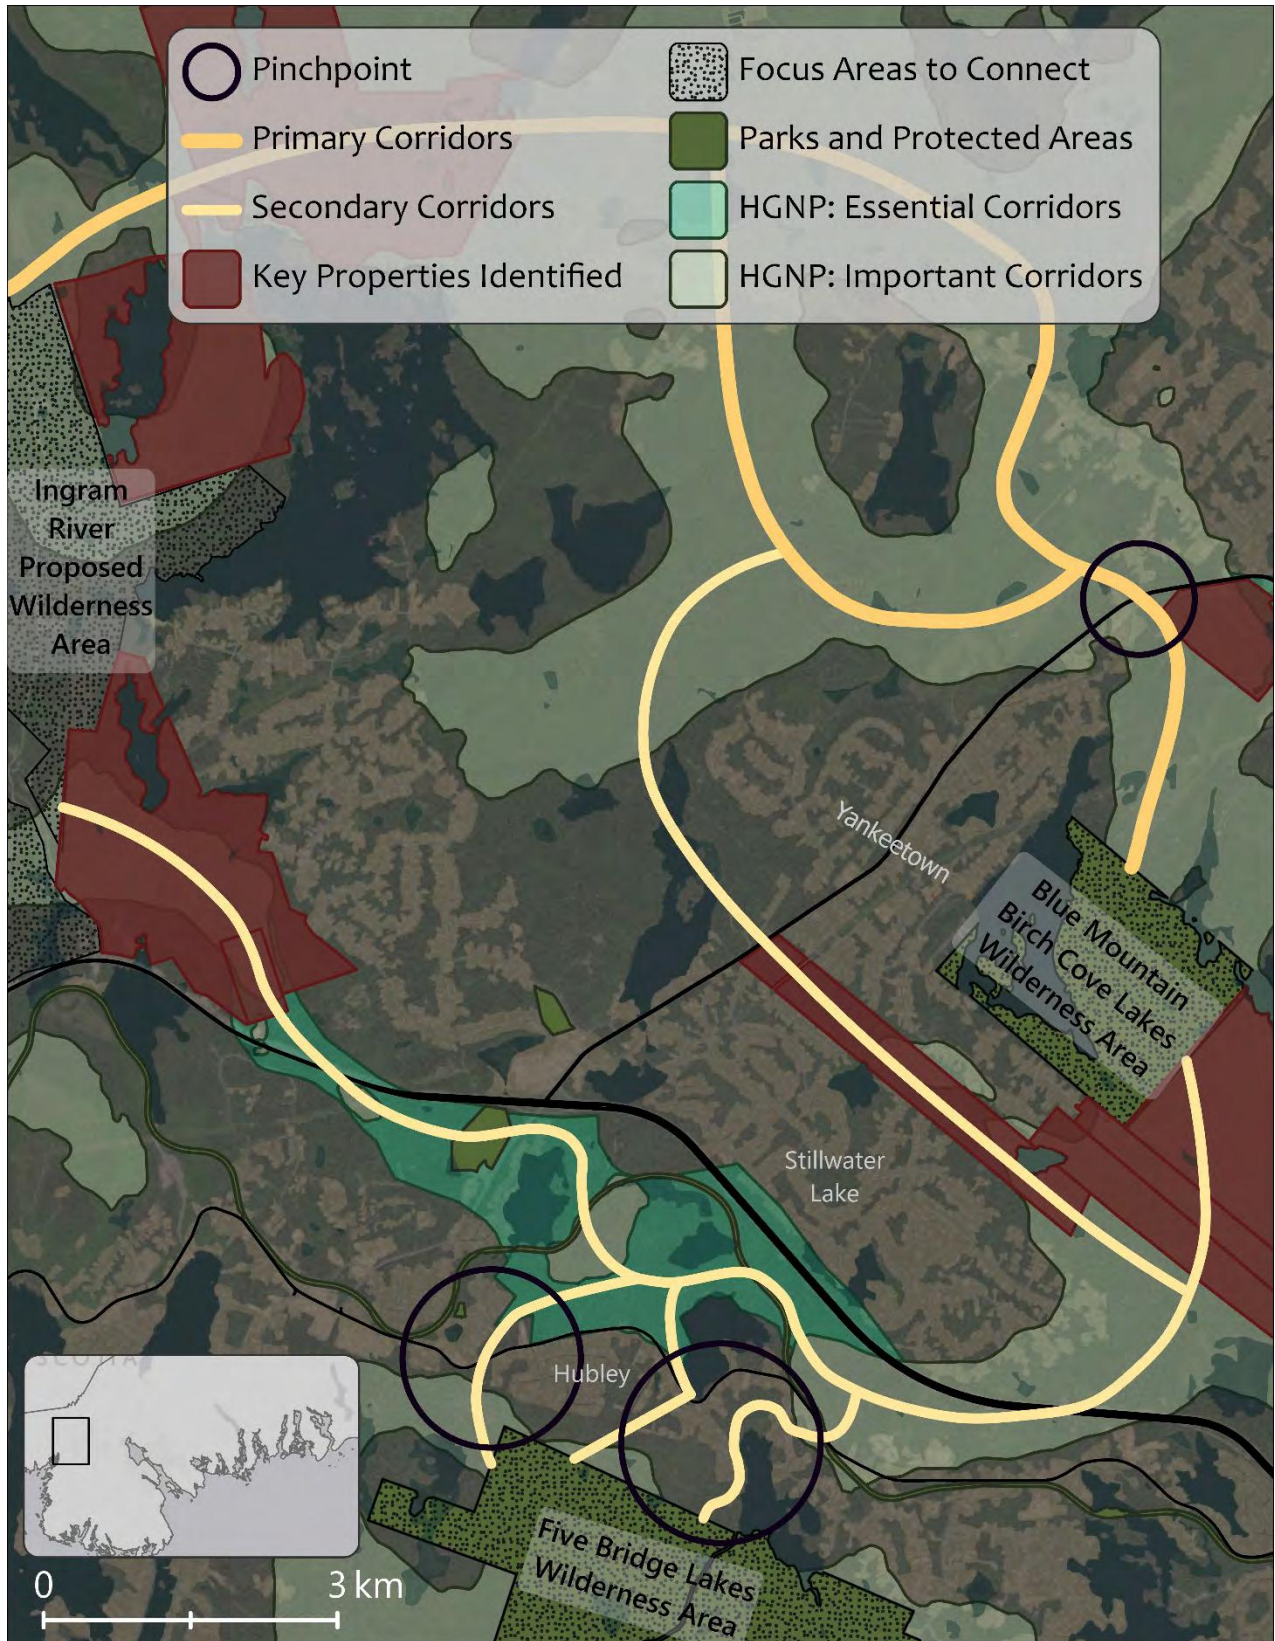 Pinchpoint
Primary Corridors
Secondary Corridors
Key Properties Identified
Focus Areas to Connect
Parks and Protected Areas
HGNP: Essential Corridors
HGNP: Important Corridors
Ingram
River
Proposed
Wilderness
Area
Yankeetown
Blue Mountain
Birch Cove Lakes
Wilderness Area
Stillwater
Lake
Hubley
Five Bridge Lakes
Wilderness Area
0 3 km